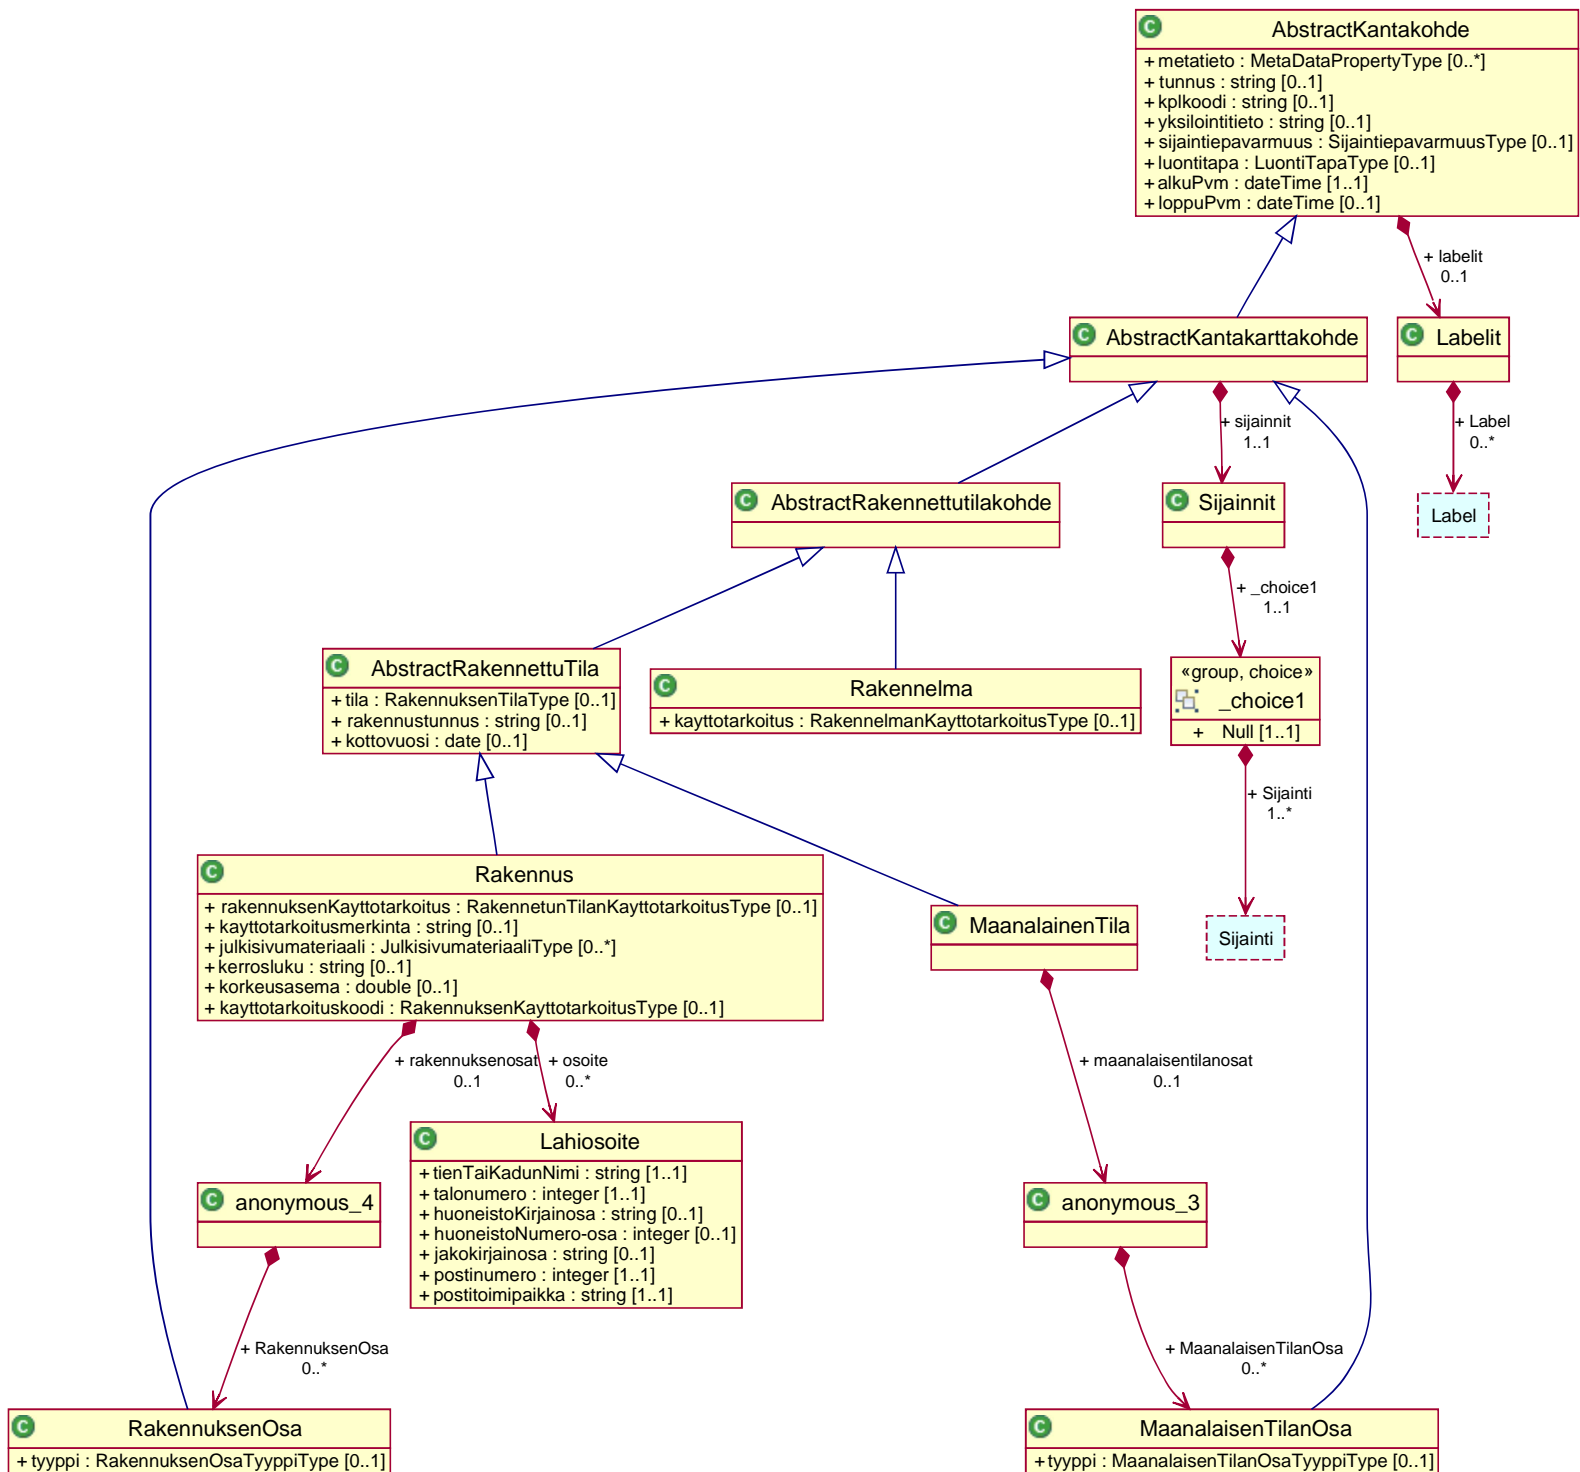 AbstractKantakohde
+ metatieto : MetaDataPropertyType [0..*]
+ tunnus : string [0..1]
+ kplkoodi : string [0..1]
+ yksilointitieto : string [0..1]
+ sijaintiepavarmuus : SijaintiepavarmuusType [0..1]
+ luontitapa : LuontiTapaType [0..1]
+ alkuPvm : dateTime [1..1]
+ loppuPvm : dateTime [0..1]
+ labelit
0..1
AbstractKantakarttakohde
Labelit
+ sijainnit
1..1
+ Label
0..*
AbstractRakennettutilakohde
Sijainnit
Label
+ _choice1
1..1
AbstractRakennettuTila
+ tila : RakennuksenTilaType [0..1]
+ rakennustunnus : string [0..1]
+ kottovuosi : date [0..1]
Rakennelma
+ kayttotarkoitus : RakennelmanKayttotarkoitusType [0..1]
«group, choice»
_choice1
+ Null [1..1]
+ Sijainti
1..*
Rakennus
+ rakennuksenKayttotarkoitus : RakennetunTilanKayttotarkoitusType [0..1]
+ kayttotarkoitusmerkinta : string [0..1]
+ julkisivumateriaali : JulkisivumateriaaliType [0..*]
+ kerrosluku : string [0..1]
+ korkeusasema : double [0..1]
+ kayttotarkoituskoodi : RakennuksenKayttotarkoitusType [0..1]
MaanalainenTila
Sijainti
+ rakennuksenosat
0..1
+ osoite
0..*
+ maanalaisentilanosat
0..1
Lahiosoite
+ tienTaiKadunNimi : string [1..1]
+ talonumero : integer [1..1]
+ huoneistoKirjainosa : string [0..1]
+ huoneistoNumero-osa : integer [0..1]
+ jakokirjainosa : string [0..1]
+ postinumero : integer [1..1]
+ postitoimipaikka : string [1..1]
anonymous_4
anonymous_3
+ RakennuksenOsa
0..*
+ MaanalaisenTilanOsa
0..*
RakennuksenOsa
+ tyyppi : RakennuksenOsaTyyppiType [0..1]
MaanalaisenTilanOsa
+ tyyppi : MaanalaisenTilanOsaTyyppiType [0..1]